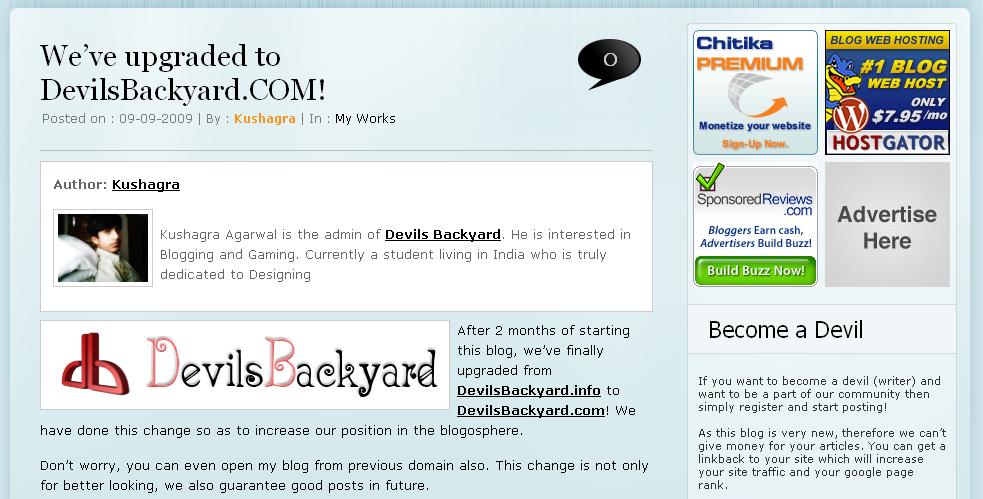 We've upgraded to
DevilsBackyard.COM!
0
Posted on : 09-09-2009 | By : Kushagra | In : My Works
Author: Kushagra
Kushagra Agarwal is the admin of Devils Backyard. He is interested in
Blogging and Gaming. Currently a student living in India who is truly
dedicated to Designing
db DevilsBackyard
After 2 months of starting
this blog, we've finally
upgraded from
DevilsBackyard.info to
DevilsBackyard.com! We
have done this change so as to increase our position in the blogosphere.
Don't worry, you can even open my blog from previous domain also. This change is not only
for better looking, we also guarantee good posts in future.
Chitika
PREMIUM
Monetize your website
Sign-Up Now.
BLOG WEB HOSTING
#1 BLOG
WEB HOST
ONLY
$7.95/mo
HOSTGATOR
SponsoredReviews
.com
Bloggers Earn cash,
Advertisers Build Buzz!
Build Buzz Now!
Advertise
Here
Become a Devil
If you want to become a devil (writer) and
want to be a part of our community then
simply register and start posting!
As this blog is very new, therefore we can't
give money for your articles. You can get a
linkback to your site which will increase
your site traffic and your google page
rank.